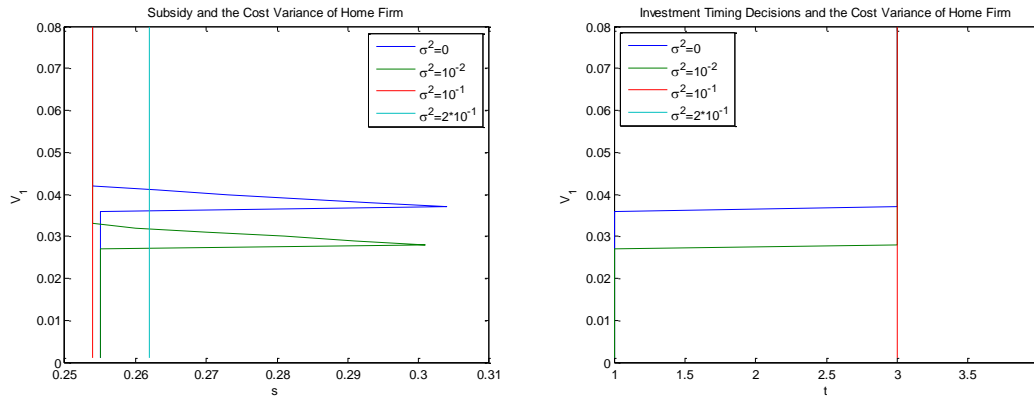 Subsidy and the Cost Variance of Home Firm
0.08
0.07
0.06
0.05
0.04
0.03
0.02
0.01
0
V₁
0.25
0.26
0.27
0.28
0.29
0.3
0.31
s
σ²=0
σ²=10⁻²
σ²=10⁻¹
σ²=2*10⁻¹
Investment Timing Decisions and the Cost Variance of Home Firm
0.08
0.07
0.06
0.05
0.04
0.03
0.02
0.01
0
V₁
1
1.5
2
2.5
3
3.5
t
σ²=0
σ²=10⁻²
σ²=10⁻¹
σ²=2*10⁻¹